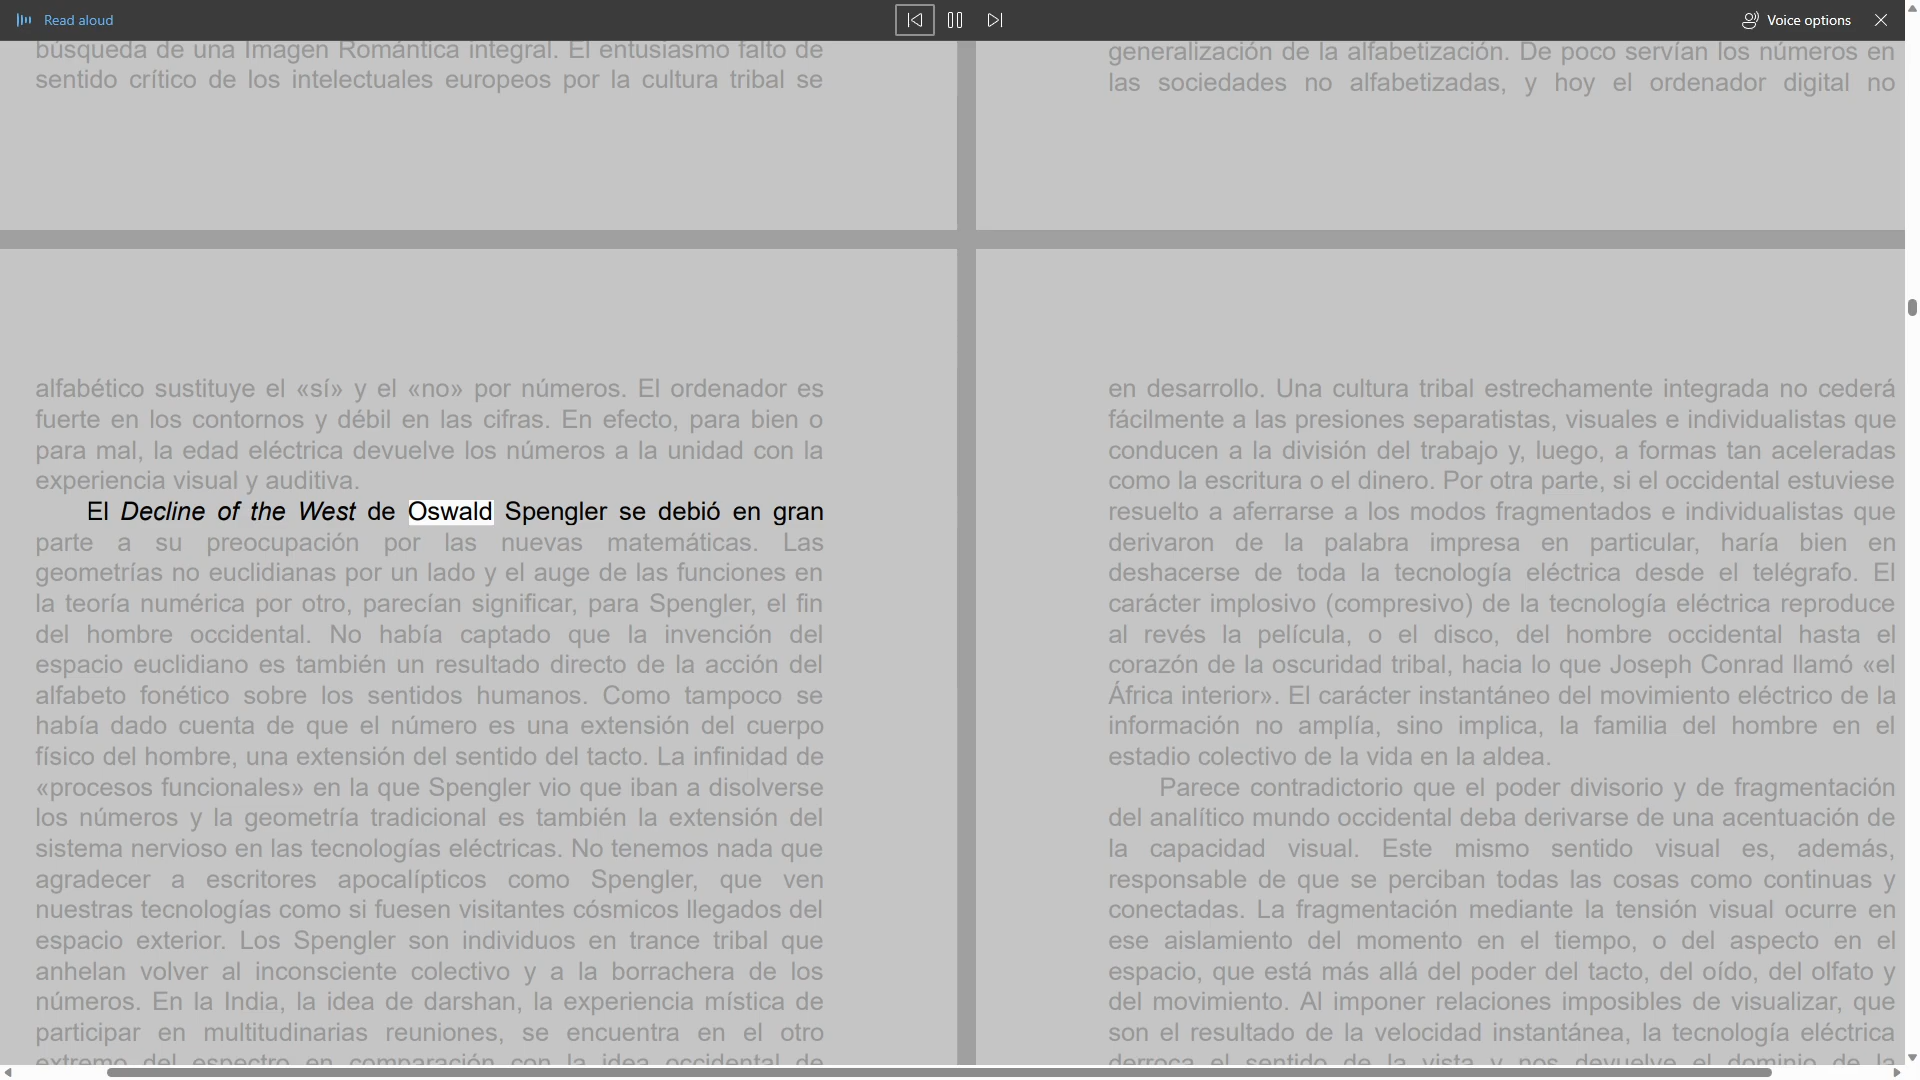 Read aloud
Voice options
búsqueda de una Imagen Romántica integral. El entusiasmo falto de
sentido crítico de los intelectuales europeos por la cultura tribal se
alfabético sustituye el «sí» y el «no» por números. El ordenador es
fuerte en los contornos y débil en las cifras. En efecto, para bien o
para mal, la edad eléctrica devuelve los números a la unidad con la
experiencia visual y auditiva.
El Decline of the West de Oswald Spengler se debió en gran
parte a su preocupación por las nuevas matemáticas. Las
geometrías no euclidianas por un lado y el auge de las funciones en
la teoría numérica por otro, parecían significar, para Spengler, el fin
del hombre occidental. No había captado que la invención del
espacio euclidiano es también un resultado directo de la acción del
alfabeto fonético sobre los sentidos humanos. Como tampoco se
había dado cuenta de que el número es una extensión del cuerpo
físico del hombre, una extensión del sentido del tacto. La infinidad de
«procesos funcionales» en la que Spengler vio que iban a disolverse
los números y la geometría tradicional es también la extensión del
sistema nervioso en las tecnologías eléctricas. No tenemos nada que
agradecer a escritores apocalípticos como Spengler, que ven
nuestras tecnologías como si fuesen visitantes cósmicos llegados del
espacio exterior. Los Spengler son individuos en trance tribal que
anhelan volver al inconsciente colectivo y a la borrachera de los
números. En la India, la idea de darshan, la experiencia mística de
participar en multitudinarias reuniones, se encuentra en el otro
extremo del espectro en comparación con la idea occidental de
generalización de la alfabetización. De poco servían los números en
las sociedades no alfabetizadas, y hoy el ordenador digital no
en desarrollo. Una cultura tribal estrechamente integrada no cederá
fácilmente a las presiones separatistas, visuales e individualistas que
conducen a la división del trabajo y, luego, a formas tan aceleradas
como la escritura o el dinero. Por otra parte, si el occidental estuviese
resuelto a aferrarse a los modos fragmentados e individualistas que
derivaron de la palabra impresa en particular, haría bien en
deshacerse de toda la tecnología eléctrica desde el telégrafo. El
carácter implosivo (compresivo) de la tecnología eléctrica reproduce
al revés la película, o el disco, del hombre occidental hasta el
corazón de la oscuridad tribal, hacia lo que Joseph Conrad llamó «el
África interior». El carácter instantáneo del movimiento eléctrico de la
información no amplía, sino implica, la familia del hombre en el
estadio colectivo de la vida en la aldea.
Parece contradictorio que el poder divisorio y de fragmentación
del analítico mundo occidental deba derivarse de una acentuación de
la capacidad visual. Este mismo sentido visual es, además,
responsable de que se perciban todas las cosas como continuas y
conectadas. La fragmentación mediante la tensión visual ocurre en
ese aislamiento del momento en el tiempo, o del aspecto en el
espacio, que está más allá del poder del tacto, del oído, del olfato y
del movimiento. Al imponer relaciones imposibles de visualizar, que
son el resultado de la velocidad instantánea, la tecnología eléctrica
derroca el sentido de la vista y nos devuelve el dominio de la